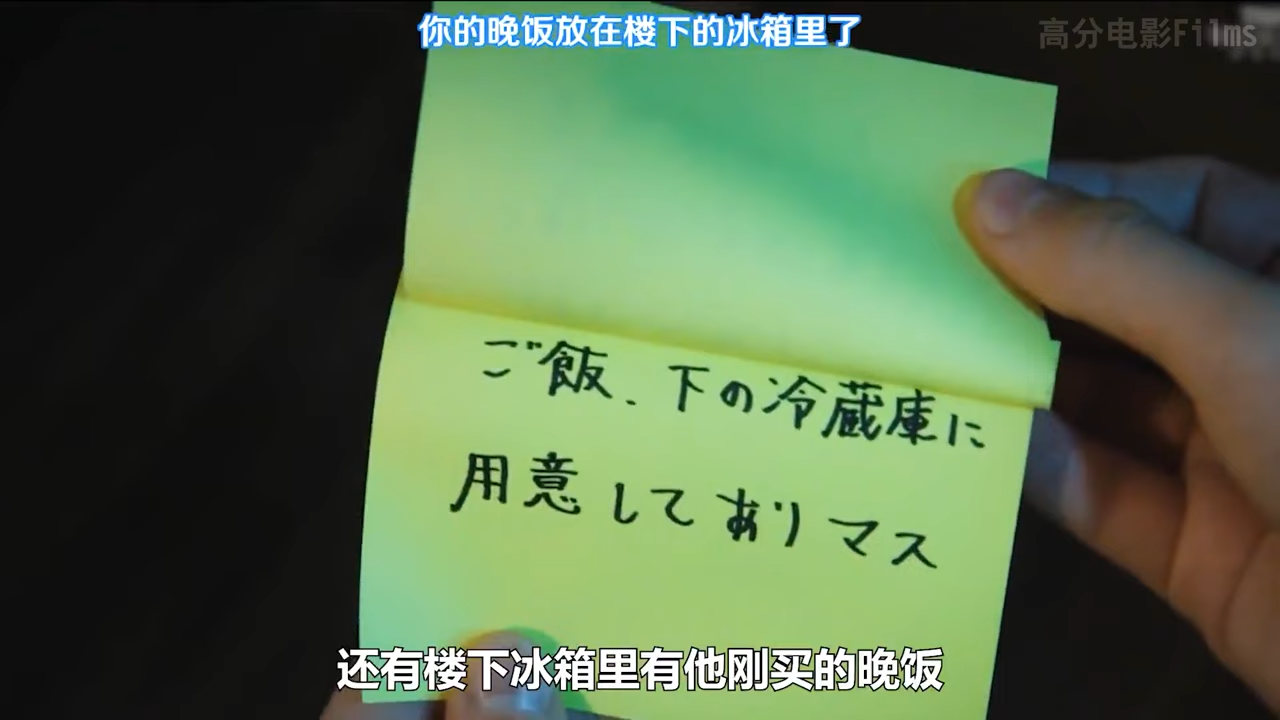 你的晚饭放在楼下的冰箱里了
高分电影Films
ご飯、下の冷蔵庫に
用意してありマス
还有楼下冰箱里有他刚买的晚饭